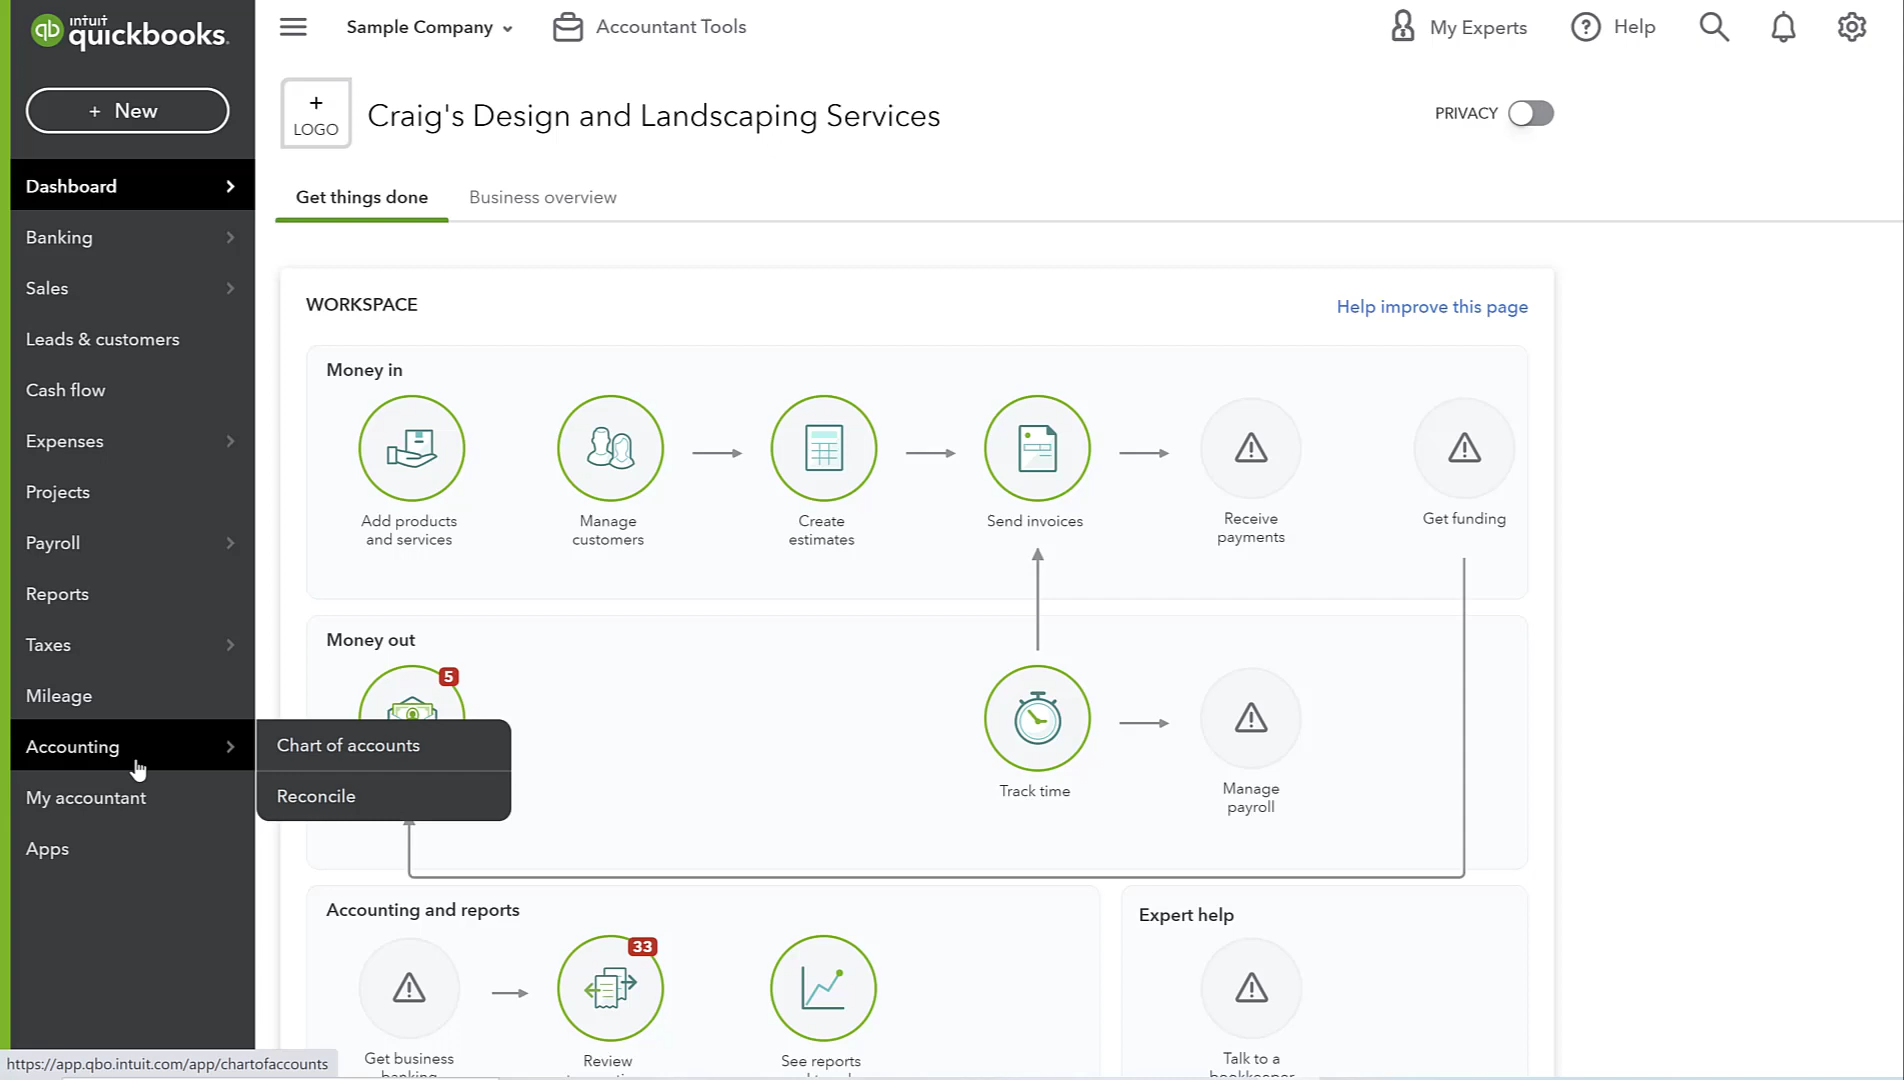 intuit
qb quickbooks.
Sample Company
Accountant Tools
My Experts
? Help
+ New
+
LOGO
Craig's Design and Landscaping Services
PRIVACY
Dashboard
Banking
Sales
Leads & customers
Cash flow
Expenses
Projects
Payroll
Reports
Taxes
Mileage
Accounting
My accountant
Apps
Chart of accounts
Reconcile
Get things done
Business overview
WORKSPACE
Help improve this page
Money in
Add products
and services
Manage
customers
Create
estimates
Send invoices
Receive
payments
Get funding
Money out
5
Track time
Manage
payroll
Accounting and reports
33
Get business
banking
Review
See reports
Expert help
Talk to a
bookkeeper
https://app.qbo.intuit.com/app/chartofaccounts